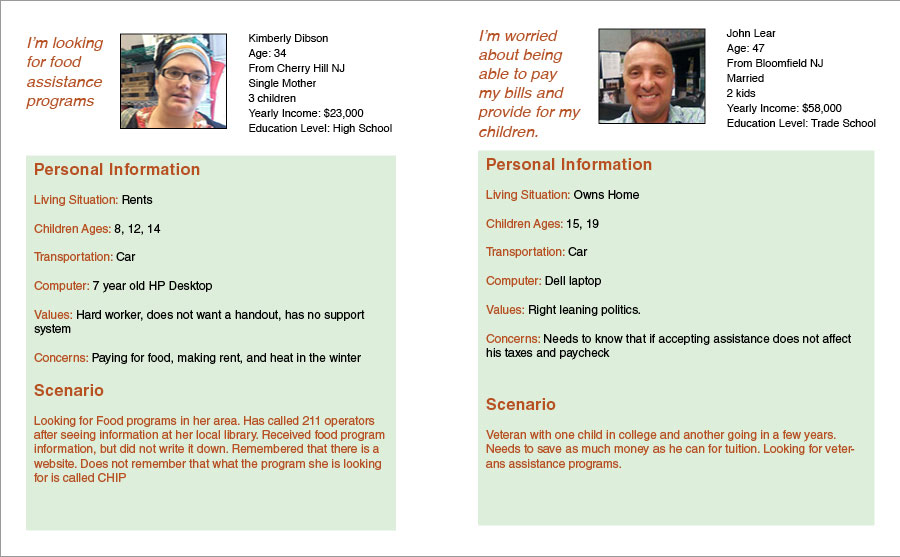 I'm looking
for food
assistance
programs
Kimberly Dibson
Age: 34
From Cherry Hill NJ
Single Mother
3 children
Yearly Income: $23,000
Education Level: High School
Personal Information
Living Situation: Rents
Children Ages: 8, 12, 14
Transportation: Car
Computer: 7 year old HP Desktop
Values: Hard worker, does not want a handout, has no support
system
Concerns: Paying for food, making rent, and heat in the winter
Scenario
Looking for Food programs in her area. Has called 211 operators
after seeing information at her local library. Received food program
information, but did not write it down. Remembered that there is a
website. Does not remember that what the program she is looking
for is called CHIP
I'm worried
about being
able to pay
my bills and
provide for my
children.
John Lear
Age: 47
From Bloomfield NJ
Married
2 kids
Yearly Income: $58,000
Education Level: Trade School
Personal Information
Living Situation: Owns Home
Children Ages: 15, 19
Transportation: Car
Computer: Dell laptop
Values: Right leaning politics.
Concerns: Needs to know that if accepting assistance does not affect
his taxes and paycheck
Scenario
Veteran with one child in college and another going in a few years.
Needs to save as much money as he can for tuition. Looking for veter-
ans assistance programs.